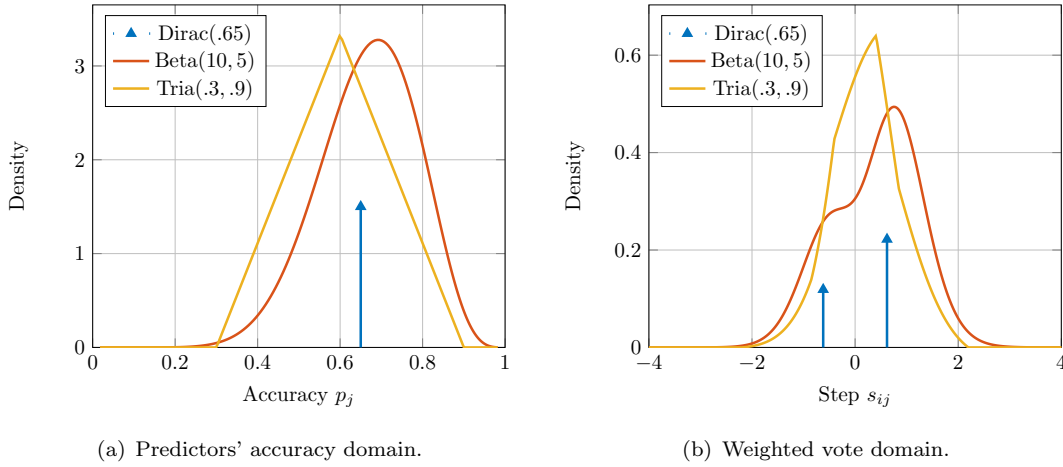 Dirac(.65)
Beta(10, 5)
Tria(.3, .9)
3
2
1
0
0
0.2
0.4
0.6
0.8
1
Density
Accuracy p_j
(a) Predictors' accuracy domain.
Dirac(.65)
Beta(10, 5)
Tria(.3, .9)
0.6
0.4
0.2
0
−4
−2
0
2
4
Density
Step s_{ij}
(b) Weighted vote domain.